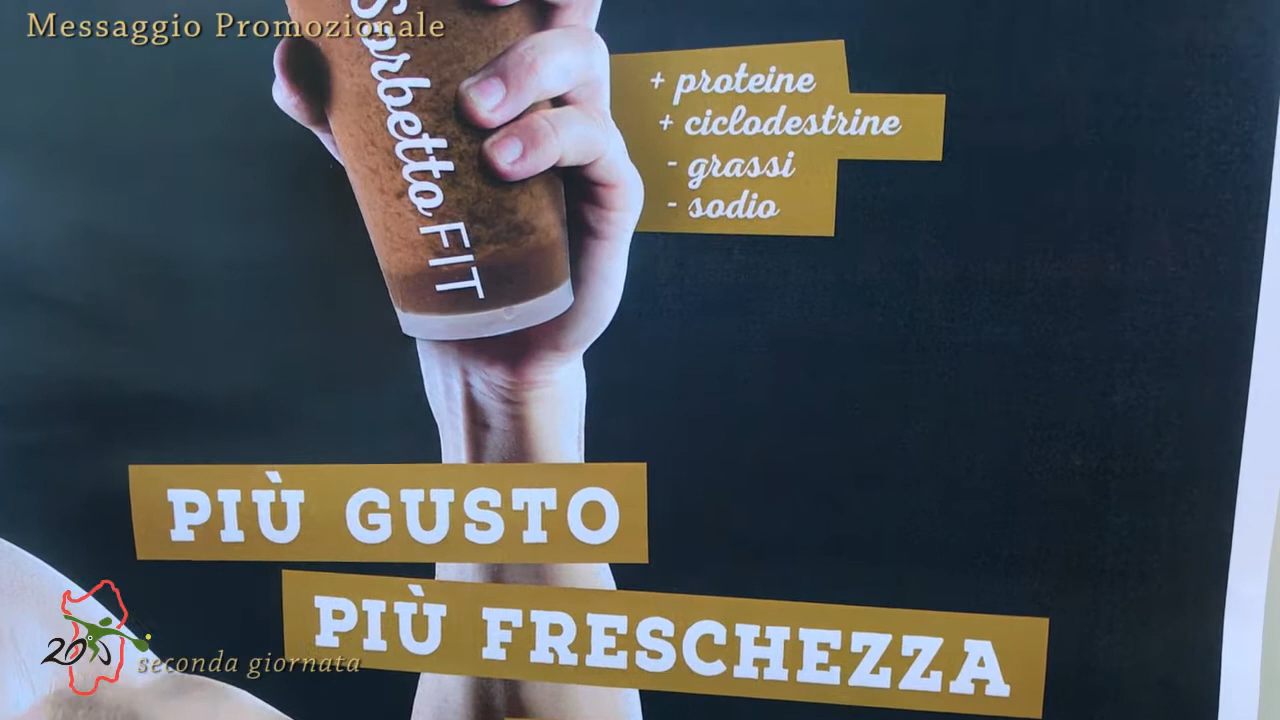 Messaggio Promozionale
Sorbetto FIT
+ proteine
+ ciclodestrine
- grassi
- sodio
PIÙ GUSTO
PIÙ FRESCHEZZA
seconda giornata